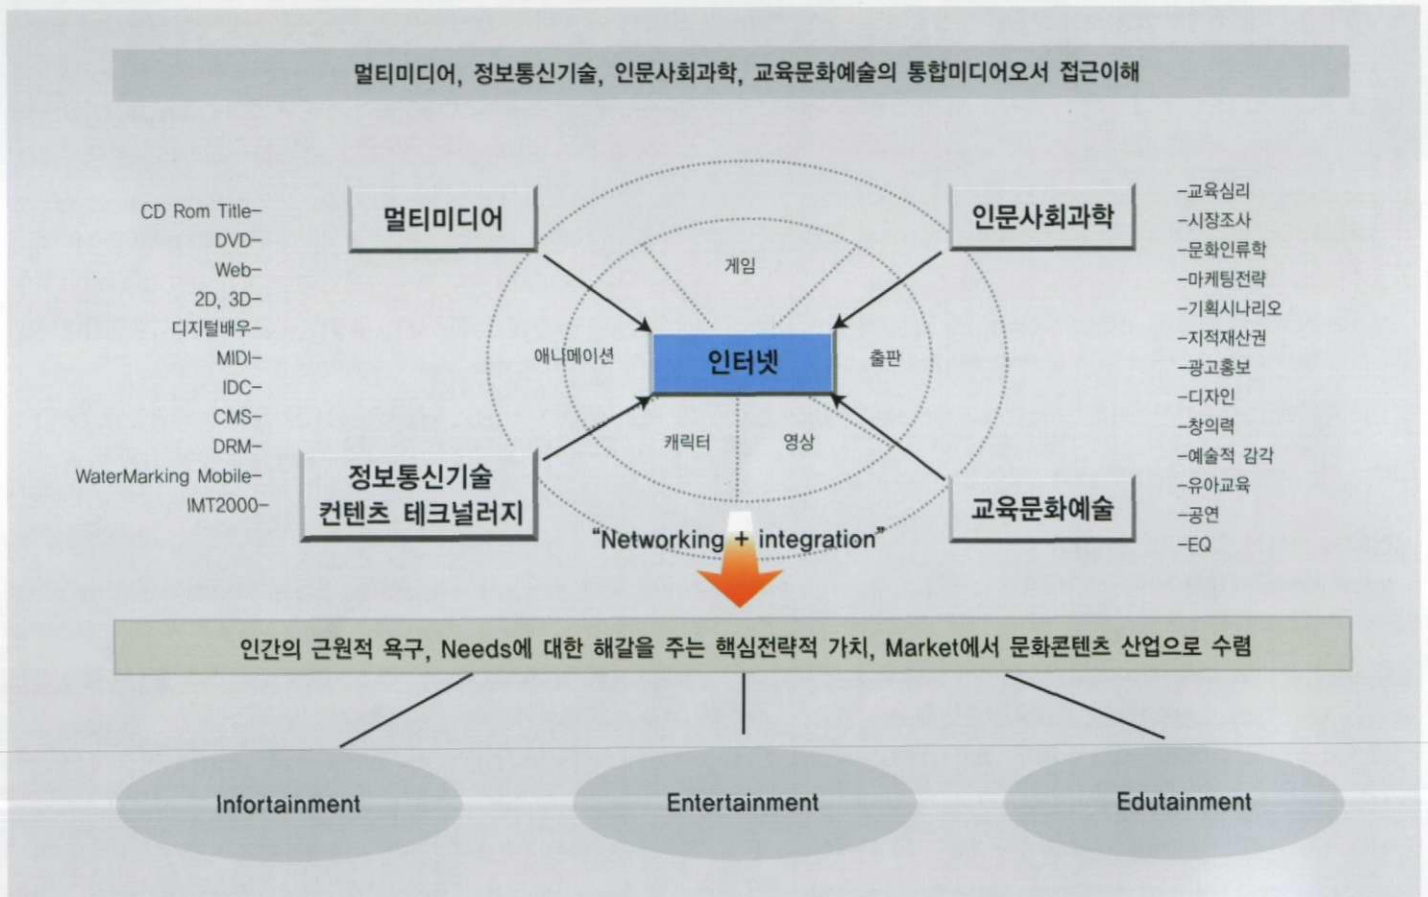 멀티미디어, 정보통신기술, 인문사회과학, 교육문화예술의 통합미디어오서 접근이해
멀티미디어
인문사회과학
CD Rom Title-
DVD-
Web-
2D, 3D-
디지털배우-
MIDI-
IDC-
CMS-
DRM-
WaterMarking Mobile-
IMT2000-
게임
애니메이션
인터넷
출판
캐릭터
영상
정보통신기술
컨텐츠 테크널러지
교육문화예술
-교육심리
-시장조사
-문화인류학
-마케팅전략
-기획시나리오
-지적재산권
-광고홍보
-디자인
-창의력
-예술적 감각
-유아교육
-공연
-EQ
“Networking + integration”
인간의 근원적 욕구, Needs에 대한 해갈을 주는 핵심전략적 가치, Market에서 문화콘텐츠 산업으로 수렴
Infortainment
Entertainment
Edutainment